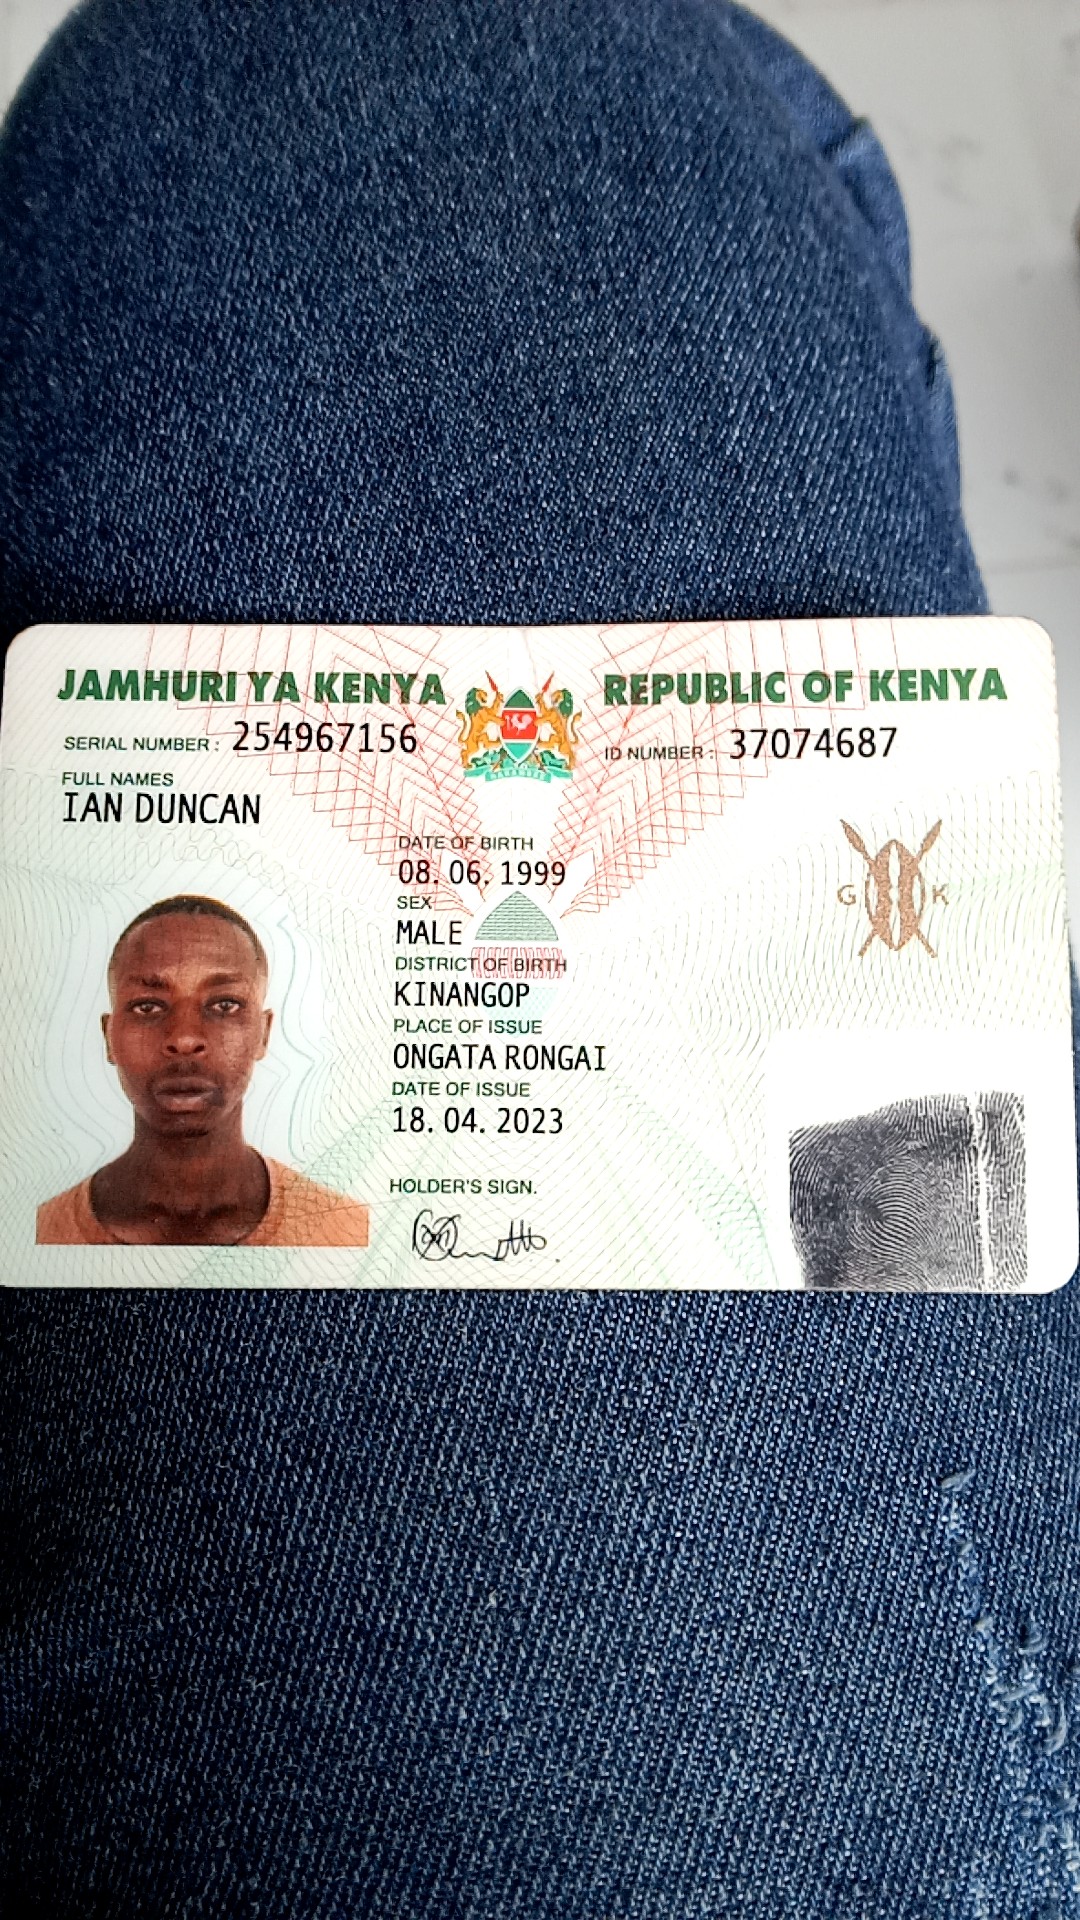 JAMHURI YA KENYA REPUBLIC OF KENYA
SERIAL NUMBER : 254967156 ID NUMBER : 37074687
FULL NAMES
IAN DUNCAN
DATE OF BIRTH
08. 06. 1999
SEX
MALE
DISTRICT OF BIRTH
KINANGOP
PLACE OF ISSUE
ONGATA RONGAI
DATE OF ISSUE
18. 04. 2023
HOLDER'S SIGN.
G K